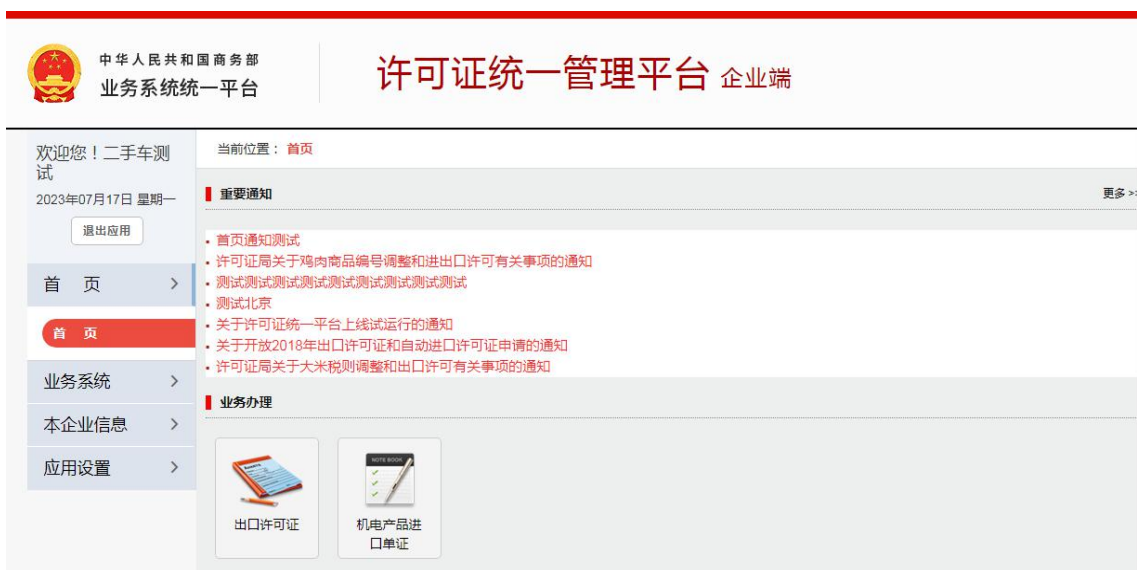 中华人民共和国商务部
业务系统统一平台
许可证统一管理平台 企业端
欢迎您！二手车测
试
2023年07月17日 星期一
退出应用
首 页 >
首 页
业务系统 >
本企业信息 >
应用设置 >
当前位置： 首页
重要通知
更多 >>
首页通知测试
许可证局关于鸡肉商品编号调整和进出口许可有关事项的通知
测试测试测试测试测试测试测试测试测试
测试北京
关于许可证统一平台上线试运行的通知
关于开放2018年出口许可证和自动进口许可证申请的通知
许可证局关于大米税则调整和出口许可有关事项的通知
业务办理
NOTE BOOK
出口许可证
机电产品进
口单证